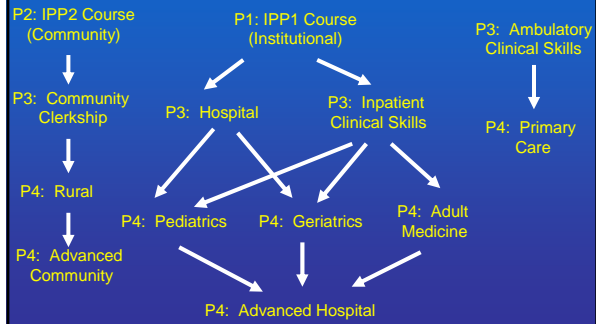 P2: IPP2 Course
(Community)
P1: IPP1 Course
(Institutional)
P3: Ambulatory
Clinical Skills
P3: Community
Clerkship
P3: Hospital
P3: Inpatient
Clinical Skills
P4: Primary
Care
P4: Rural
P4: Pediatrics
P4: Geriatrics
P4: Adult
Medicine
P4: Advanced
Community
P4: Advanced Hospital